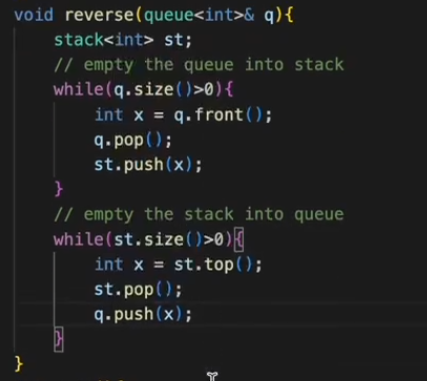 void reverse(queue<int>& q){
    stack<int> st;
    // empty the queue into stack
    while(q.size()>0){
        int x = q.front();
        q.pop();
        st.push(x);
    }
    // empty the stack into queue
    while(st.size()>0){
        int x = st.top();
        st.pop();
        q.push(x);
    }
}